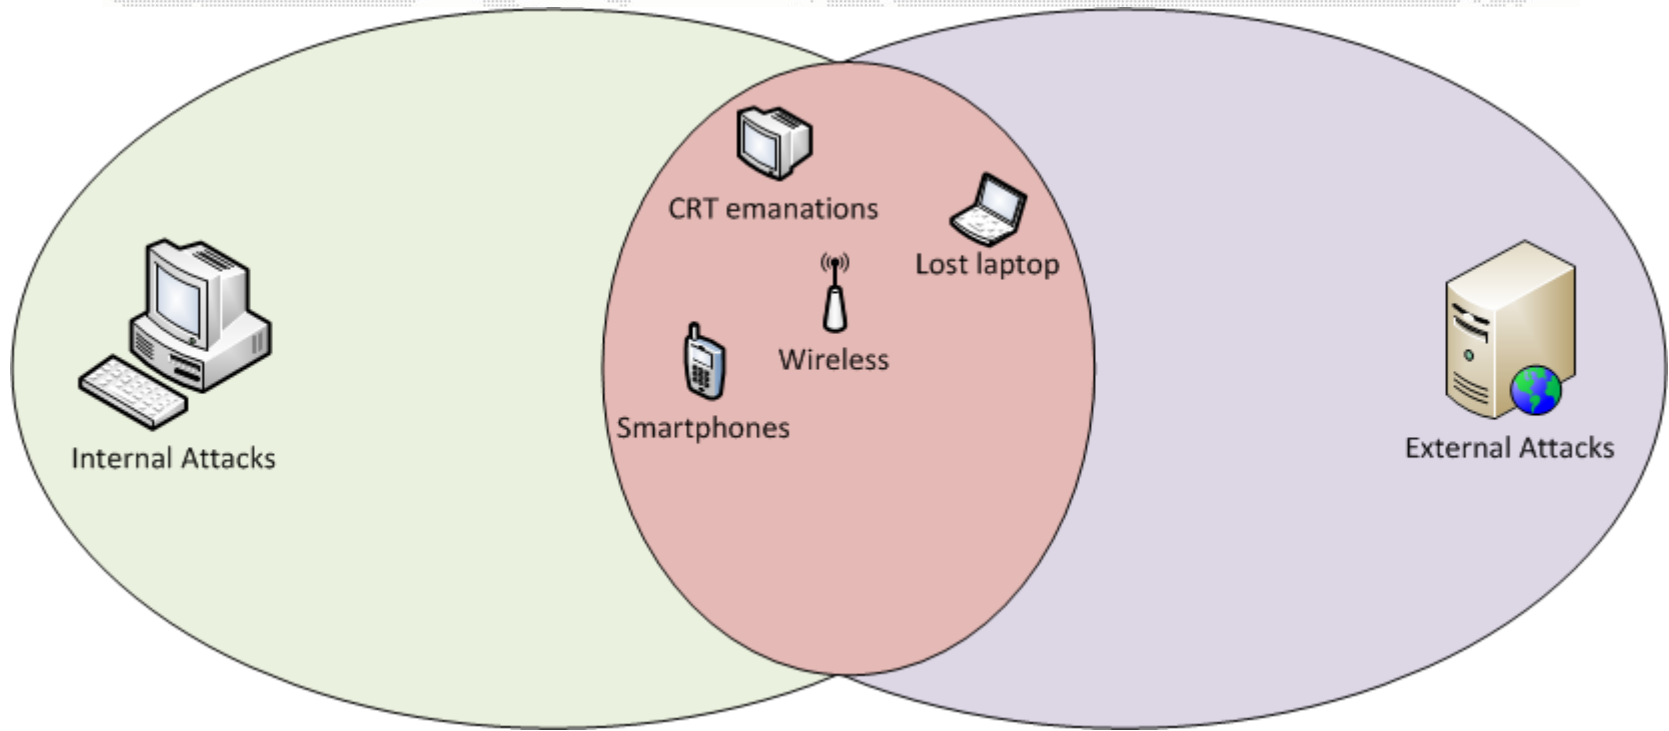 CRT emanations
Lost laptop
Wireless
Smartphones
Internal Attacks
External Attacks